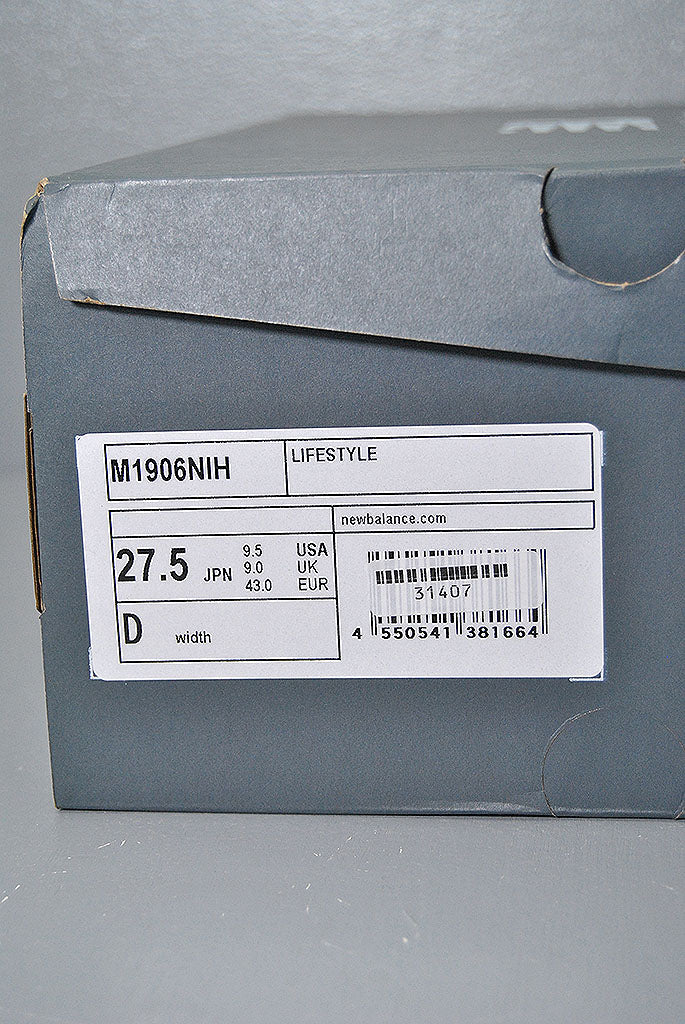 M1906NIH
LIFESTYLE
newbalance.com
27.5 JPN
9.5 USA
9.0 UK
43.0 EUR
D width
31407
4 550541 381664